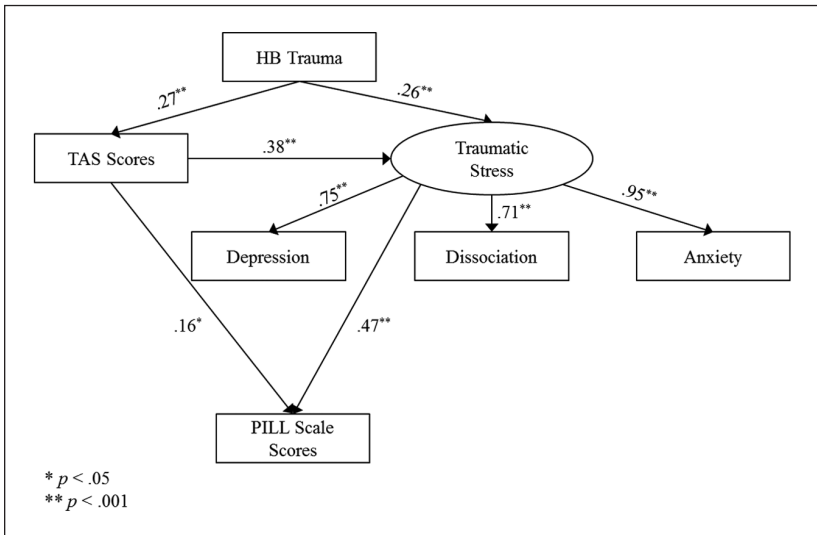 HB Trauma
.27**
.26**
TAS Scores
.38**
Traumatic
Stress
.75**
.71**
.95**
Depression
Dissociation
Anxiety
.16*
.47**
PILL Scale
Scores
* p < .05
** p < .001